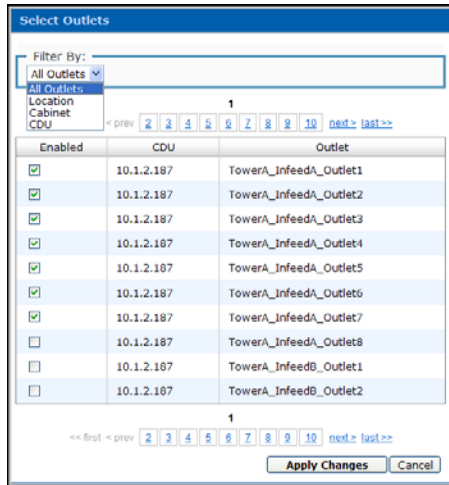 Select Outlets
Filter By:
All Outlets
All Outlets
Location
Cabinet
CDU
1
< prev 2 3 4 5 6 7 8 9 10 next > last >>
Enabled CDU Outlet
10.1.2.187 TowerA_InfeedA_Outlet1
10.1.2.187 TowerA_InfeedA_Outlet2
10.1.2.187 TowerA_InfeedA_Outlet3
10.1.2.187 TowerA_InfeedA_Outlet4
10.1.2.187 TowerA_InfeedA_Outlet5
10.1.2.187 TowerA_InfeedA_Outlet6
10.1.2.187 TowerA_InfeedA_Outlet7
10.1.2.187 TowerA_InfeedA_Outlet8
10.1.2.187 TowerA_InfeedB_Outlet1
10.1.2.187 TowerA_InfeedB_Outlet2
1
<< first < prev 2 3 4 5 6 7 8 9 10 next > last >>
Apply Changes Cancel